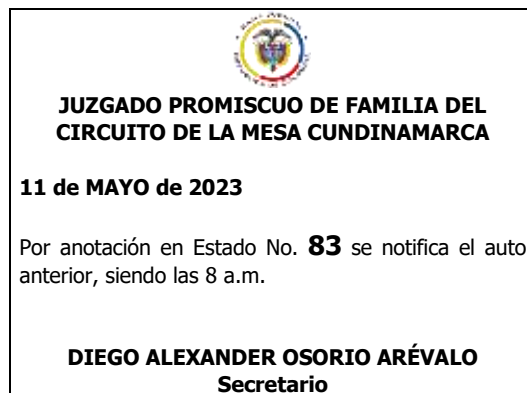 JUZGADO PROMISCUO DE FAMILIA DEL
CIRCUITO DE LA MESA CUNDINAMARCA
11 de MAYO de 2023
Por anotación en Estado No. 83 se notifica el auto
anterior, siendo las 8 a.m.
DIEGO ALEXANDER OSORIO ARÉVALO
Secretario